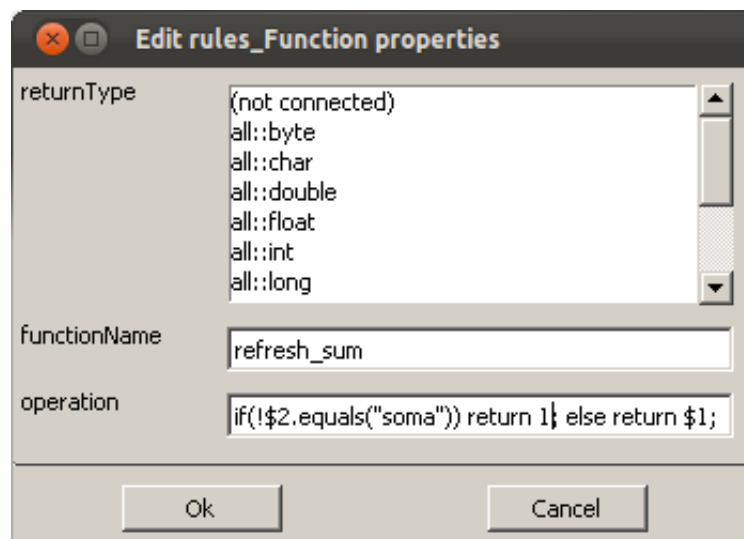 Edit rules_Function properties
returnType
(not connected)
all::byte
all::char
all::double
all::float
all::int
all::long
functionName
refresh_sum
operation
if(!$2.equals("soma")) return 1; else return $1;
Ok
Cancel